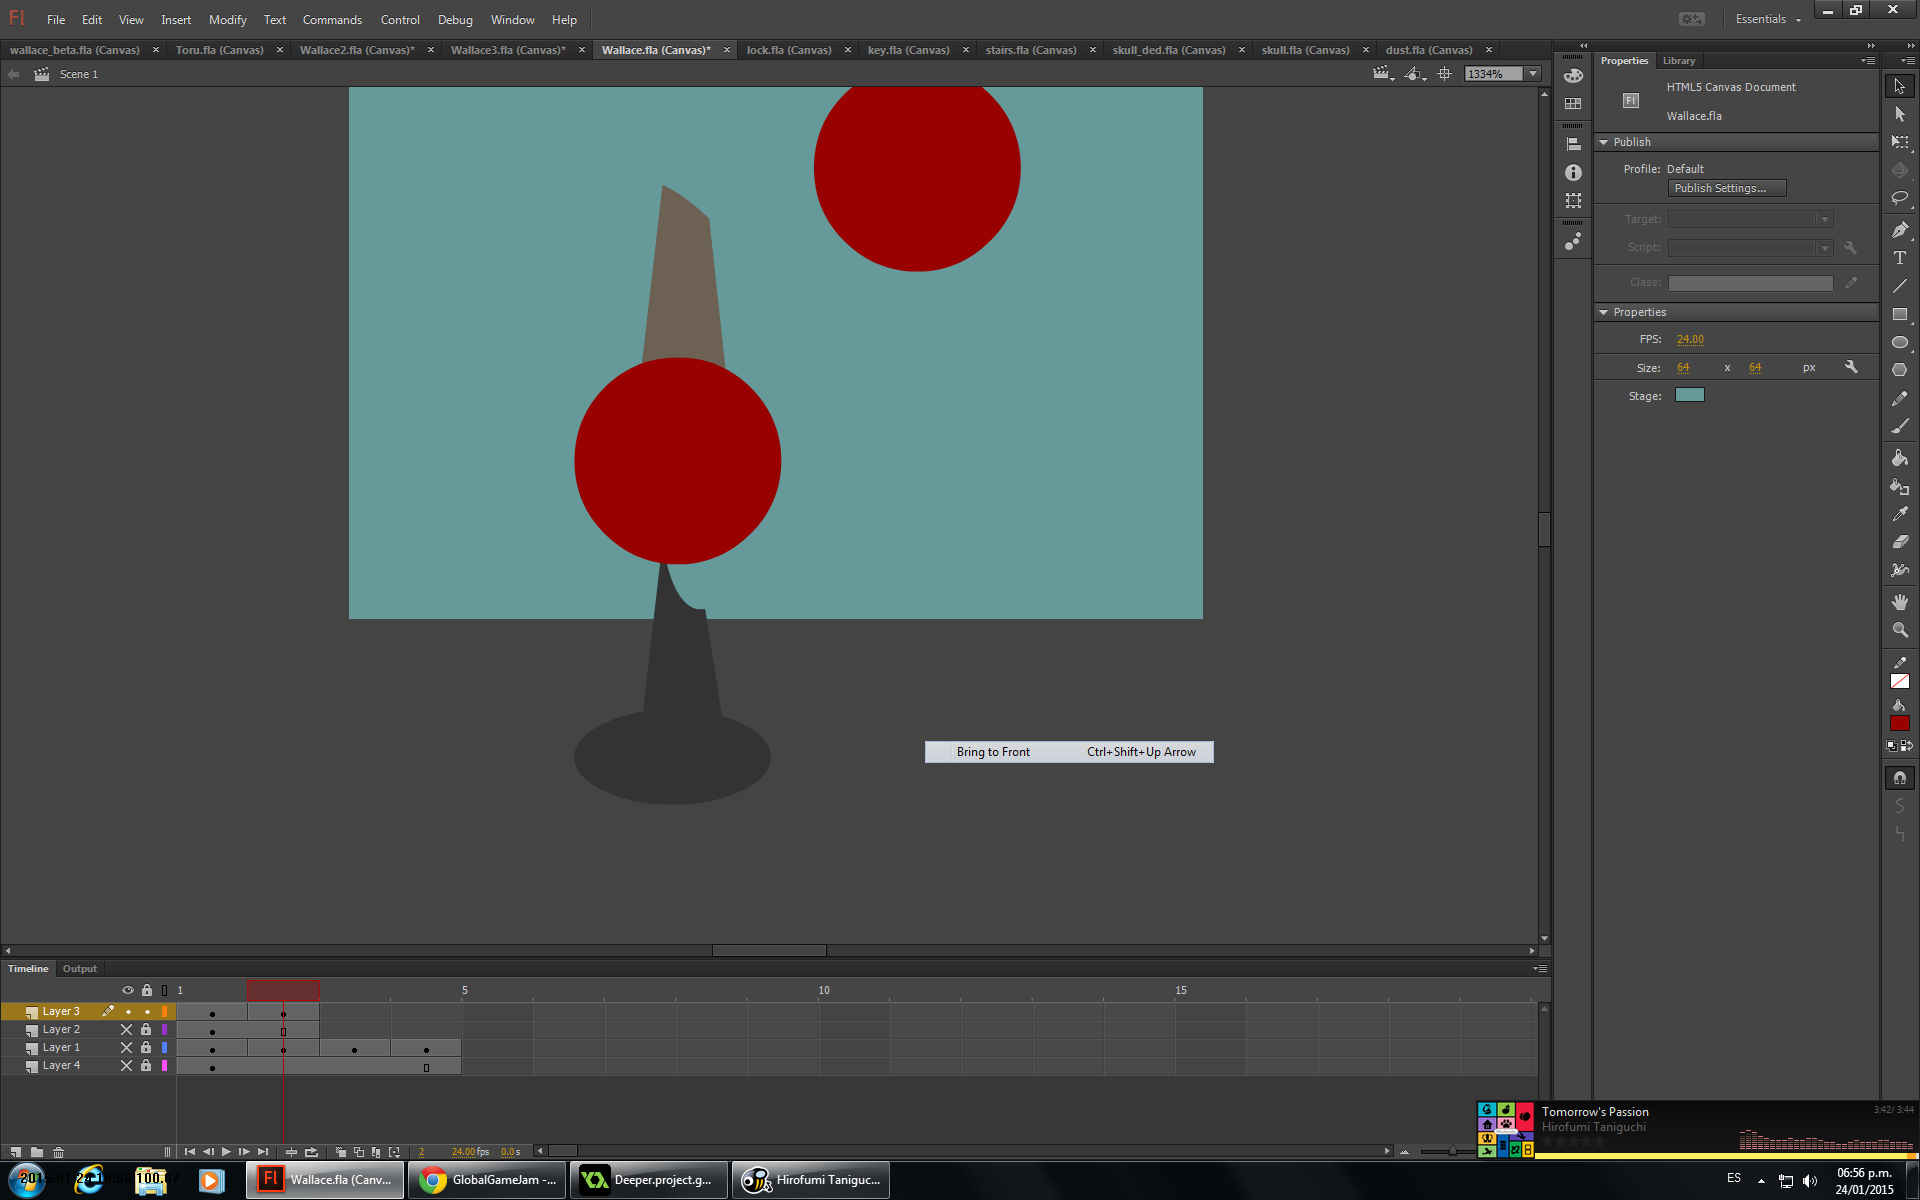 Fl File Edit View Insert Modify Text Commands Control Debug Window Help Essentials
wallace_beta.fla (Canvas) × Toru.fla (Canvas) × Wallace2.fla (Canvas)* × Wallace3.fla (Canvas)* × Wallace.fla (Canvas)* × lock.fla (Canvas) × key.fla (Canvas) × stairs.fla (Canvas) × skull_ded.fla (Canvas) × skull.fla (Canvas) × dust.fla (Canvas) ×
Scene 1 1334%
Properties Library
HTML5 Canvas Document
Fl
Wallace.fla
Publish
Profile: Default
Publish Settings...
Target:
Script:
Class:
Properties
FPS: 24.00
Size: 64 x 64 px
Stage:
Bring to Front Ctrl+Shift+Up Arrow
Timeline Output
1 5 10 15
Layer 3
Layer 2
Layer 1
Layer 4
2 24.00 fps 0.0 s
Tomorrow's Passion 3:42/ 3:44
Hirofumi Taniguchi
Fl Wallace.fla (Canv... GlobalGameJam -... Deeper.project.g... Hirofumi Taniguc...
ES 06:56 p.m.
24/01/2015